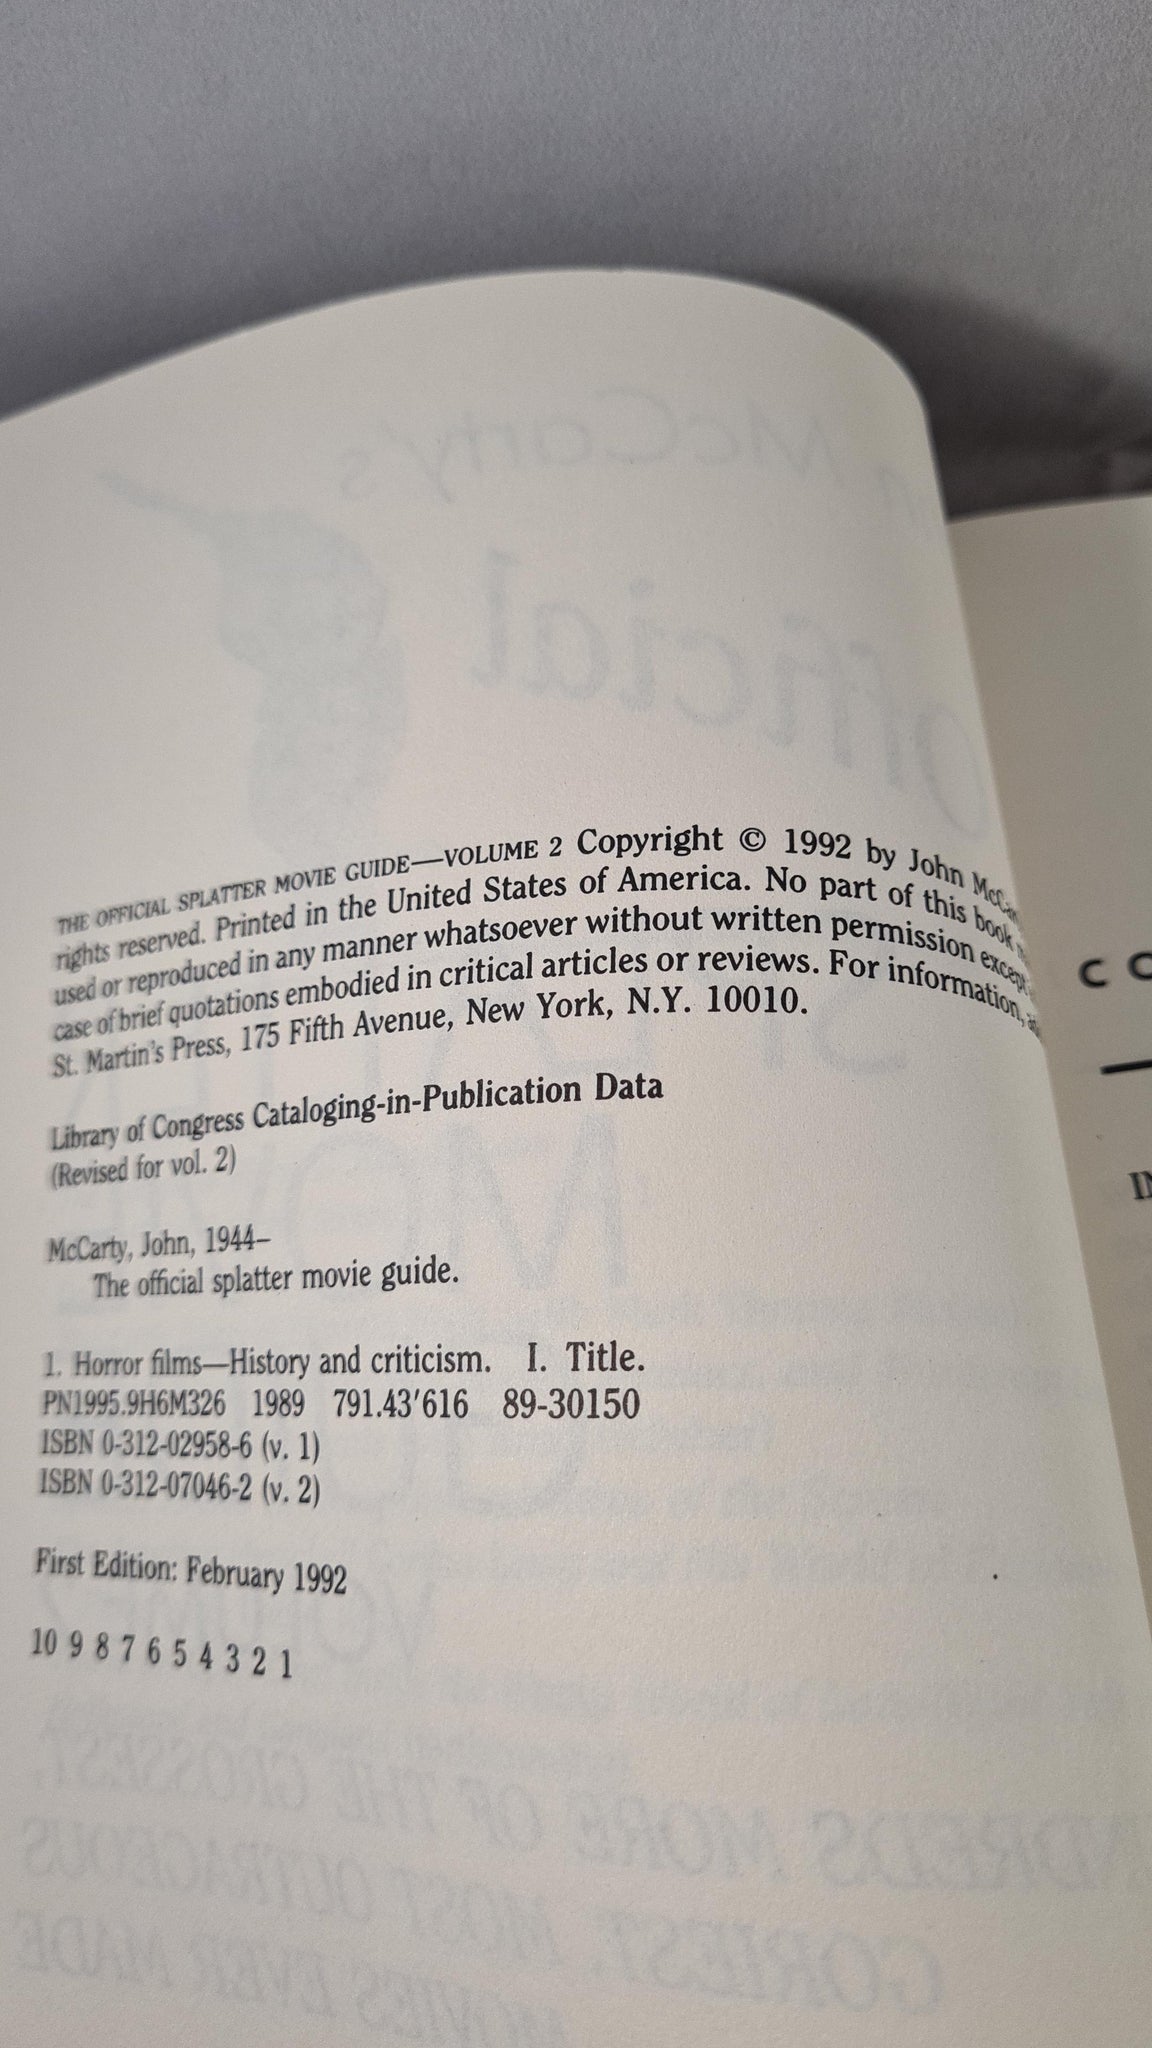 THE OFFICIAL SPLATTER MOVIE GUIDE—VOLUME 2 Copyright © 1992 by John
rights reserved. Printed in the United States of America. No part of this book
used or reproduced in any manner whatsoever without written permission except
case of brief quotations embodied in critical articles or reviews. For information,
St. Martin's Press, 175 Fifth Avenue, New York, N.Y. 10010.
Library of Congress Cataloging-in-Publication Data
(Revised for vol. 2)
McCarty, John, 1944–
The official splatter movie guide.
1. Horror films—History and criticism. I. Title.
PN1995.9H6M326 1989 791.43'616 89-30150
ISBN 0-312-02958-6 (v. 1)
ISBN 0-312-07046-2 (v. 2)
First Edition: February 1992
10 9 8 7 6 5 4 3 2 1